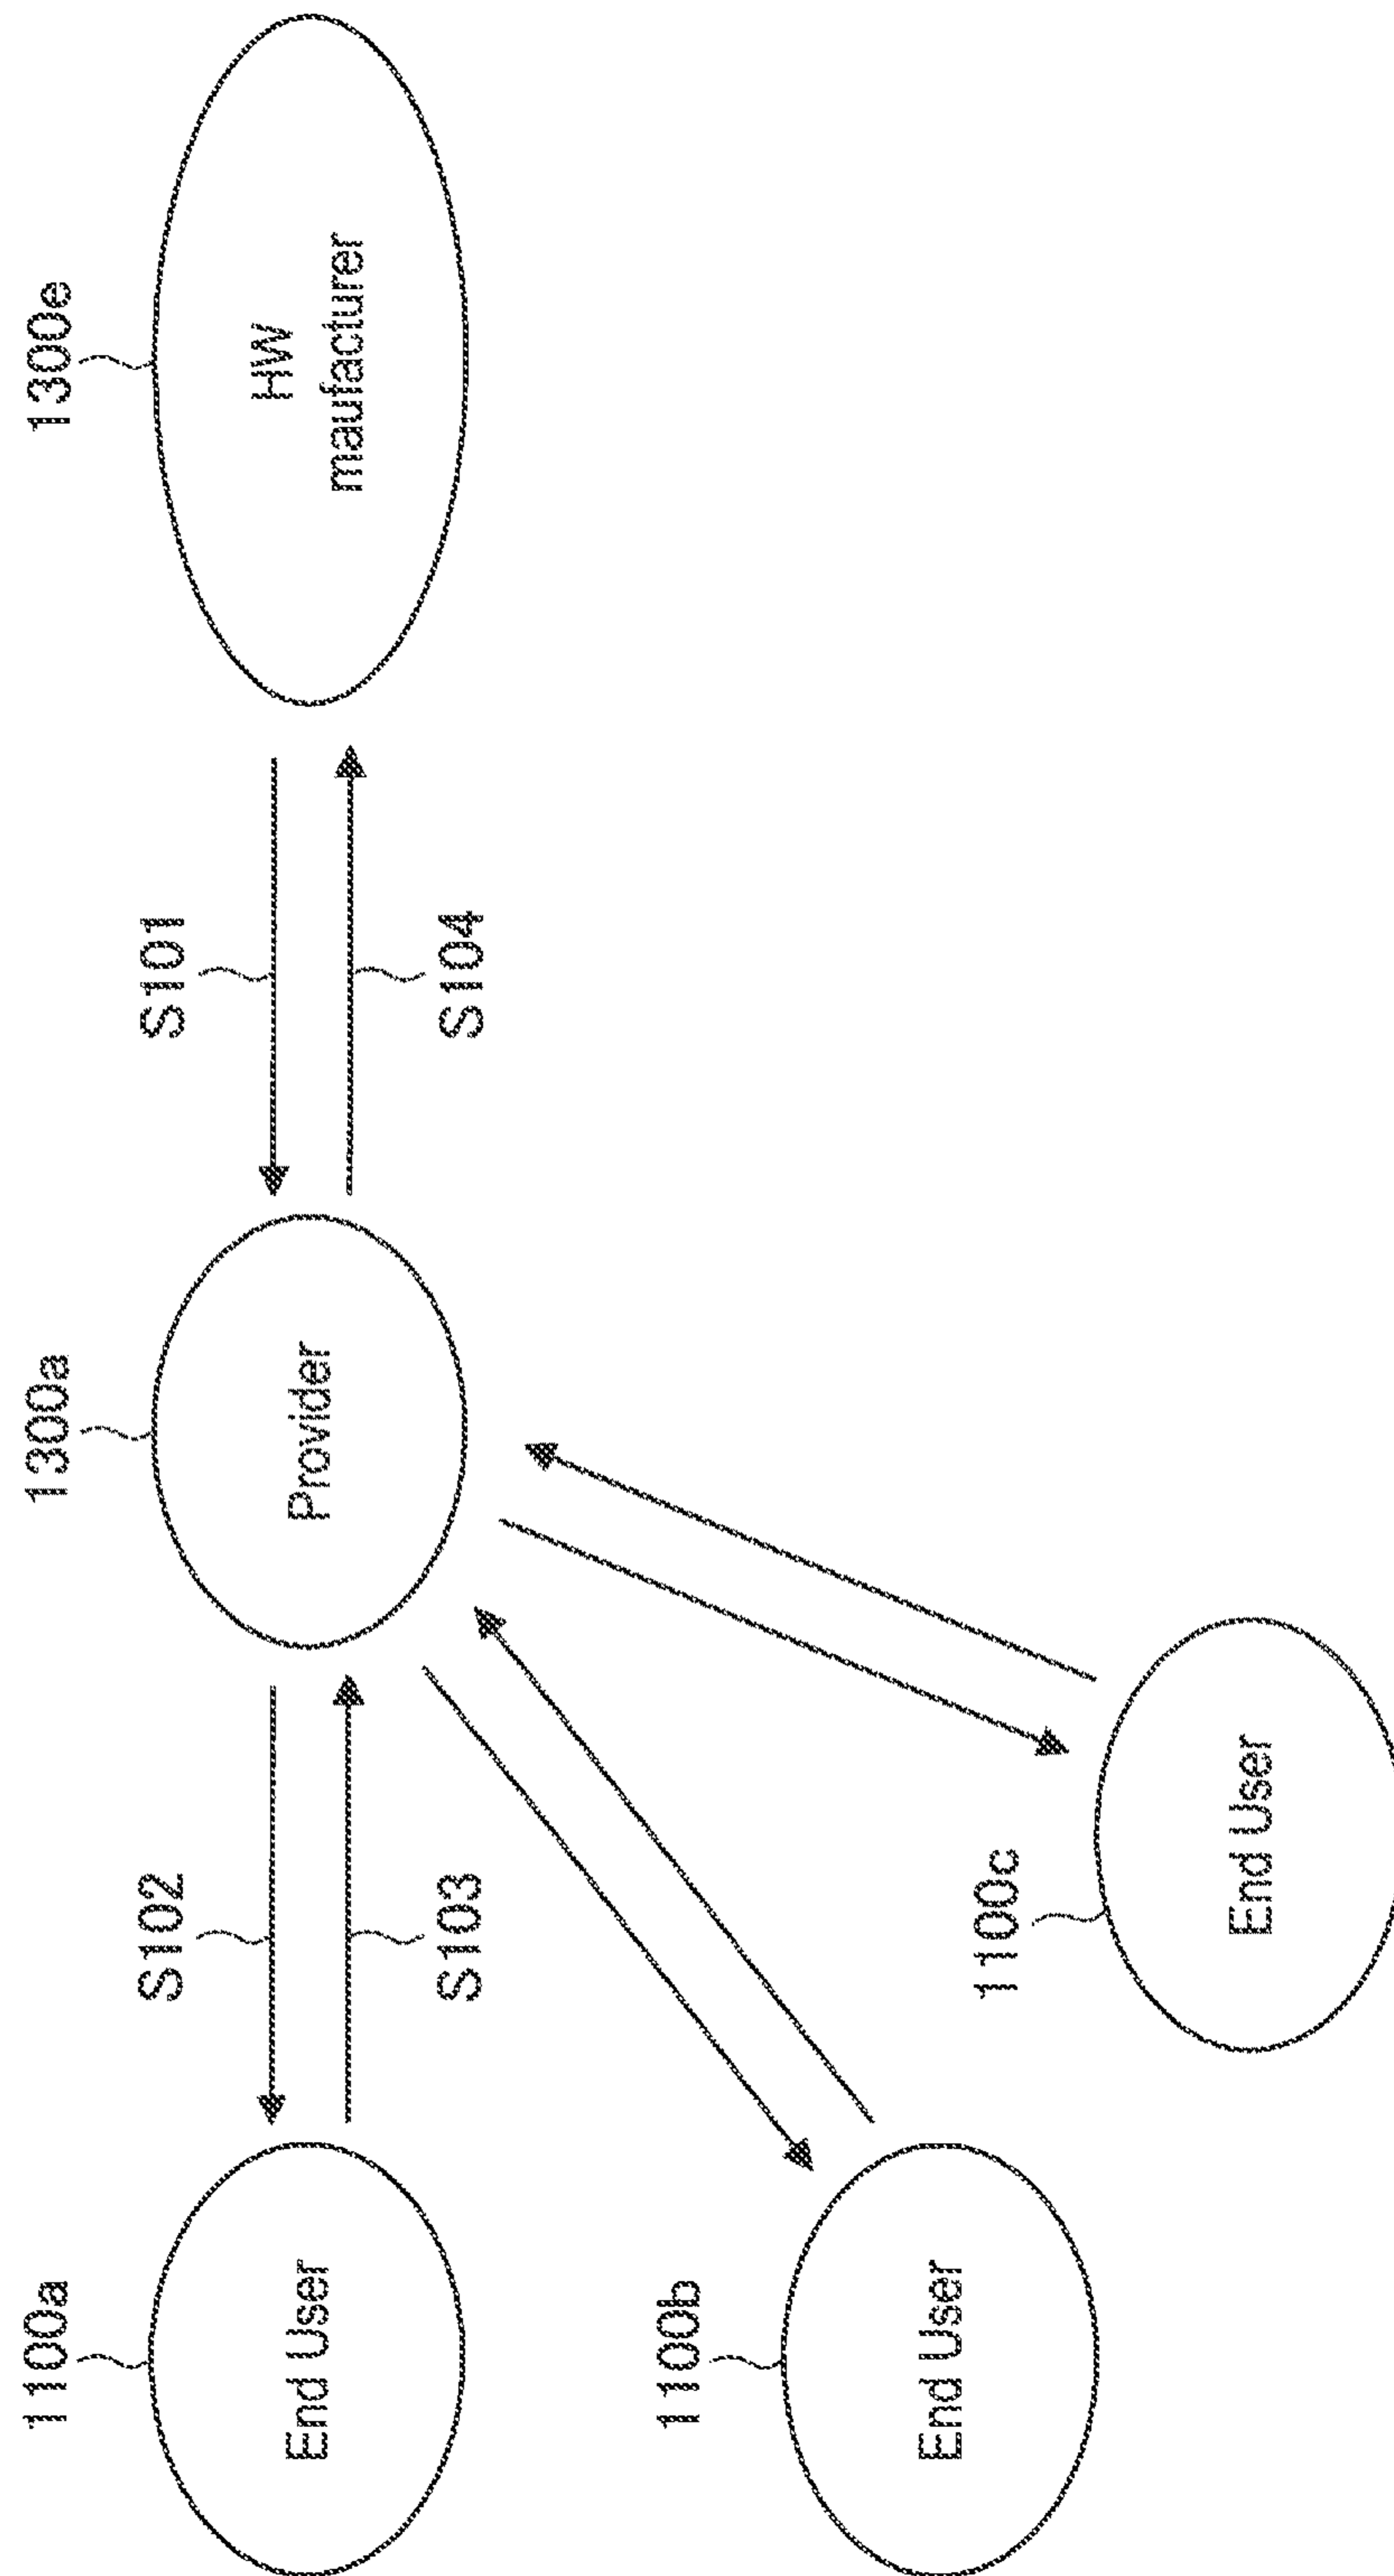 1100a
End User
S102
S103
1300a
Provider
S101
S104
1300e
HW
maufacturer
1100b
End User
1100c
End User